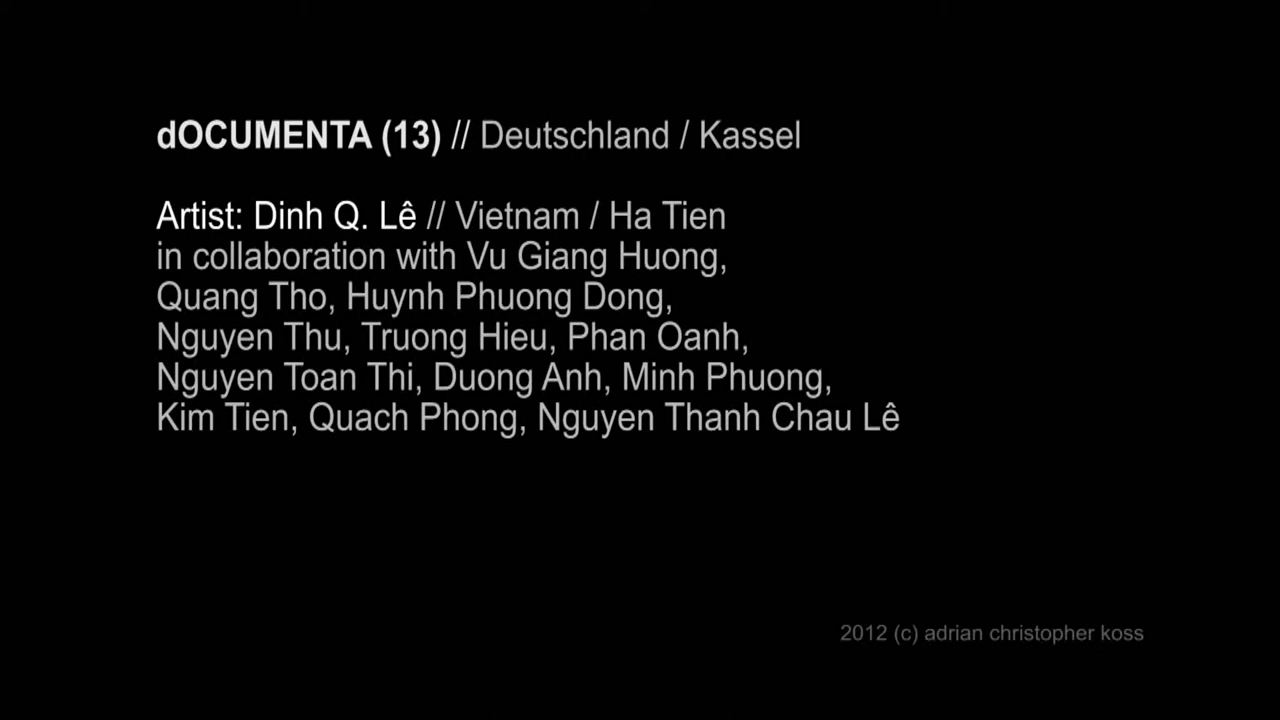 dOCUMENTA (13) // Deutschland / Kassel
Artist: Dinh Q. Lê // Vietnam / Ha Tien
in collaboration with Vu Giang Huong,
Quang Tho, Huynh Phuong Dong,
Nguyen Thu, Truong Hieu, Phan Oanh,
Nguyen Toan Thi, Duong Anh, Minh Phuong,
Kim Tien, Quach Phong, Nguyen Thanh Chau Lê
2012 (c) adrian christopher koss